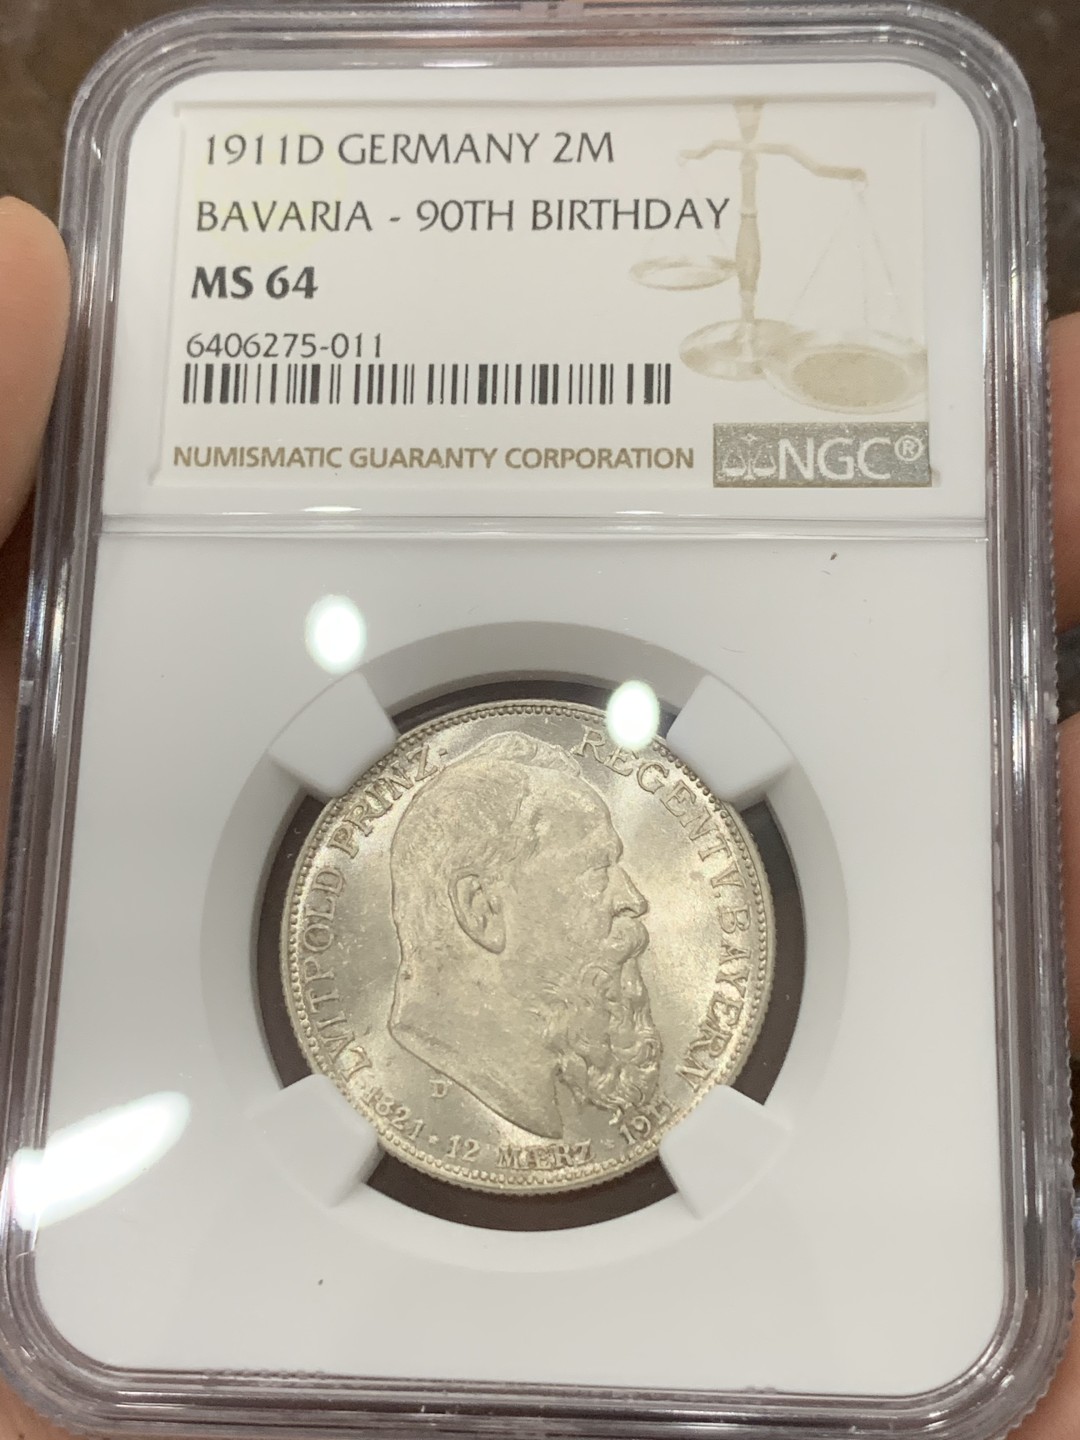 1911D GERMANY 2M
BAVARIA - 90TH BIRTHDAY
MS 64
6406275-011
NUMISMATIC GUARANTY CORPORATION
NGC®
LVITPOLD PRINZ- REGENT V. BAYERN
D
1821 * 12 MÆRZ * 1911